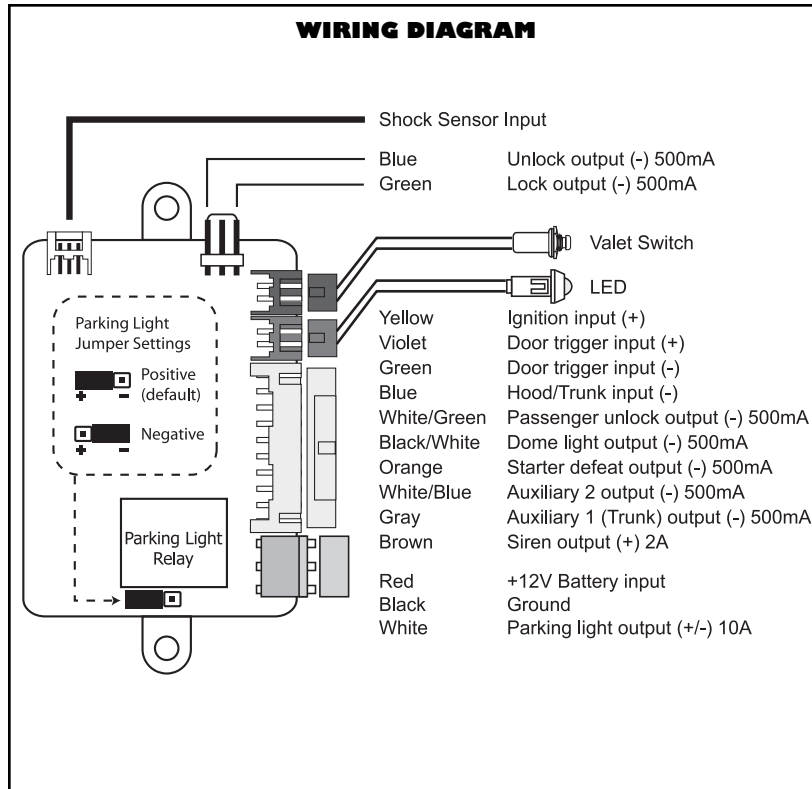 WIRING DIAGRAM
Shock Sensor Input
Blue Unlock output (-) 500mA
Green Lock output (-) 500mA
Valet Switch
LED
Yellow Ignition input (+)
Violet Door trigger input (+)
Green Door trigger input (-)
Blue Hood/Trunk input (-)
White/Green Passenger unlock output (-) 500mA
Black/White Dome light output (-) 500mA
Orange Starter defeat output (-) 500mA
White/Blue Auxiliary 2 output (-) 500mA
Gray Auxiliary 1 (Trunk) output (-) 500mA
Brown Siren output (+) 2A
Red +12V Battery input
Black Ground
White Parking light output (+/-) 10A
Parking Light
Jumper Settings
Positive
(default)
+ -
Negative
+ -
Parking Light
Relay